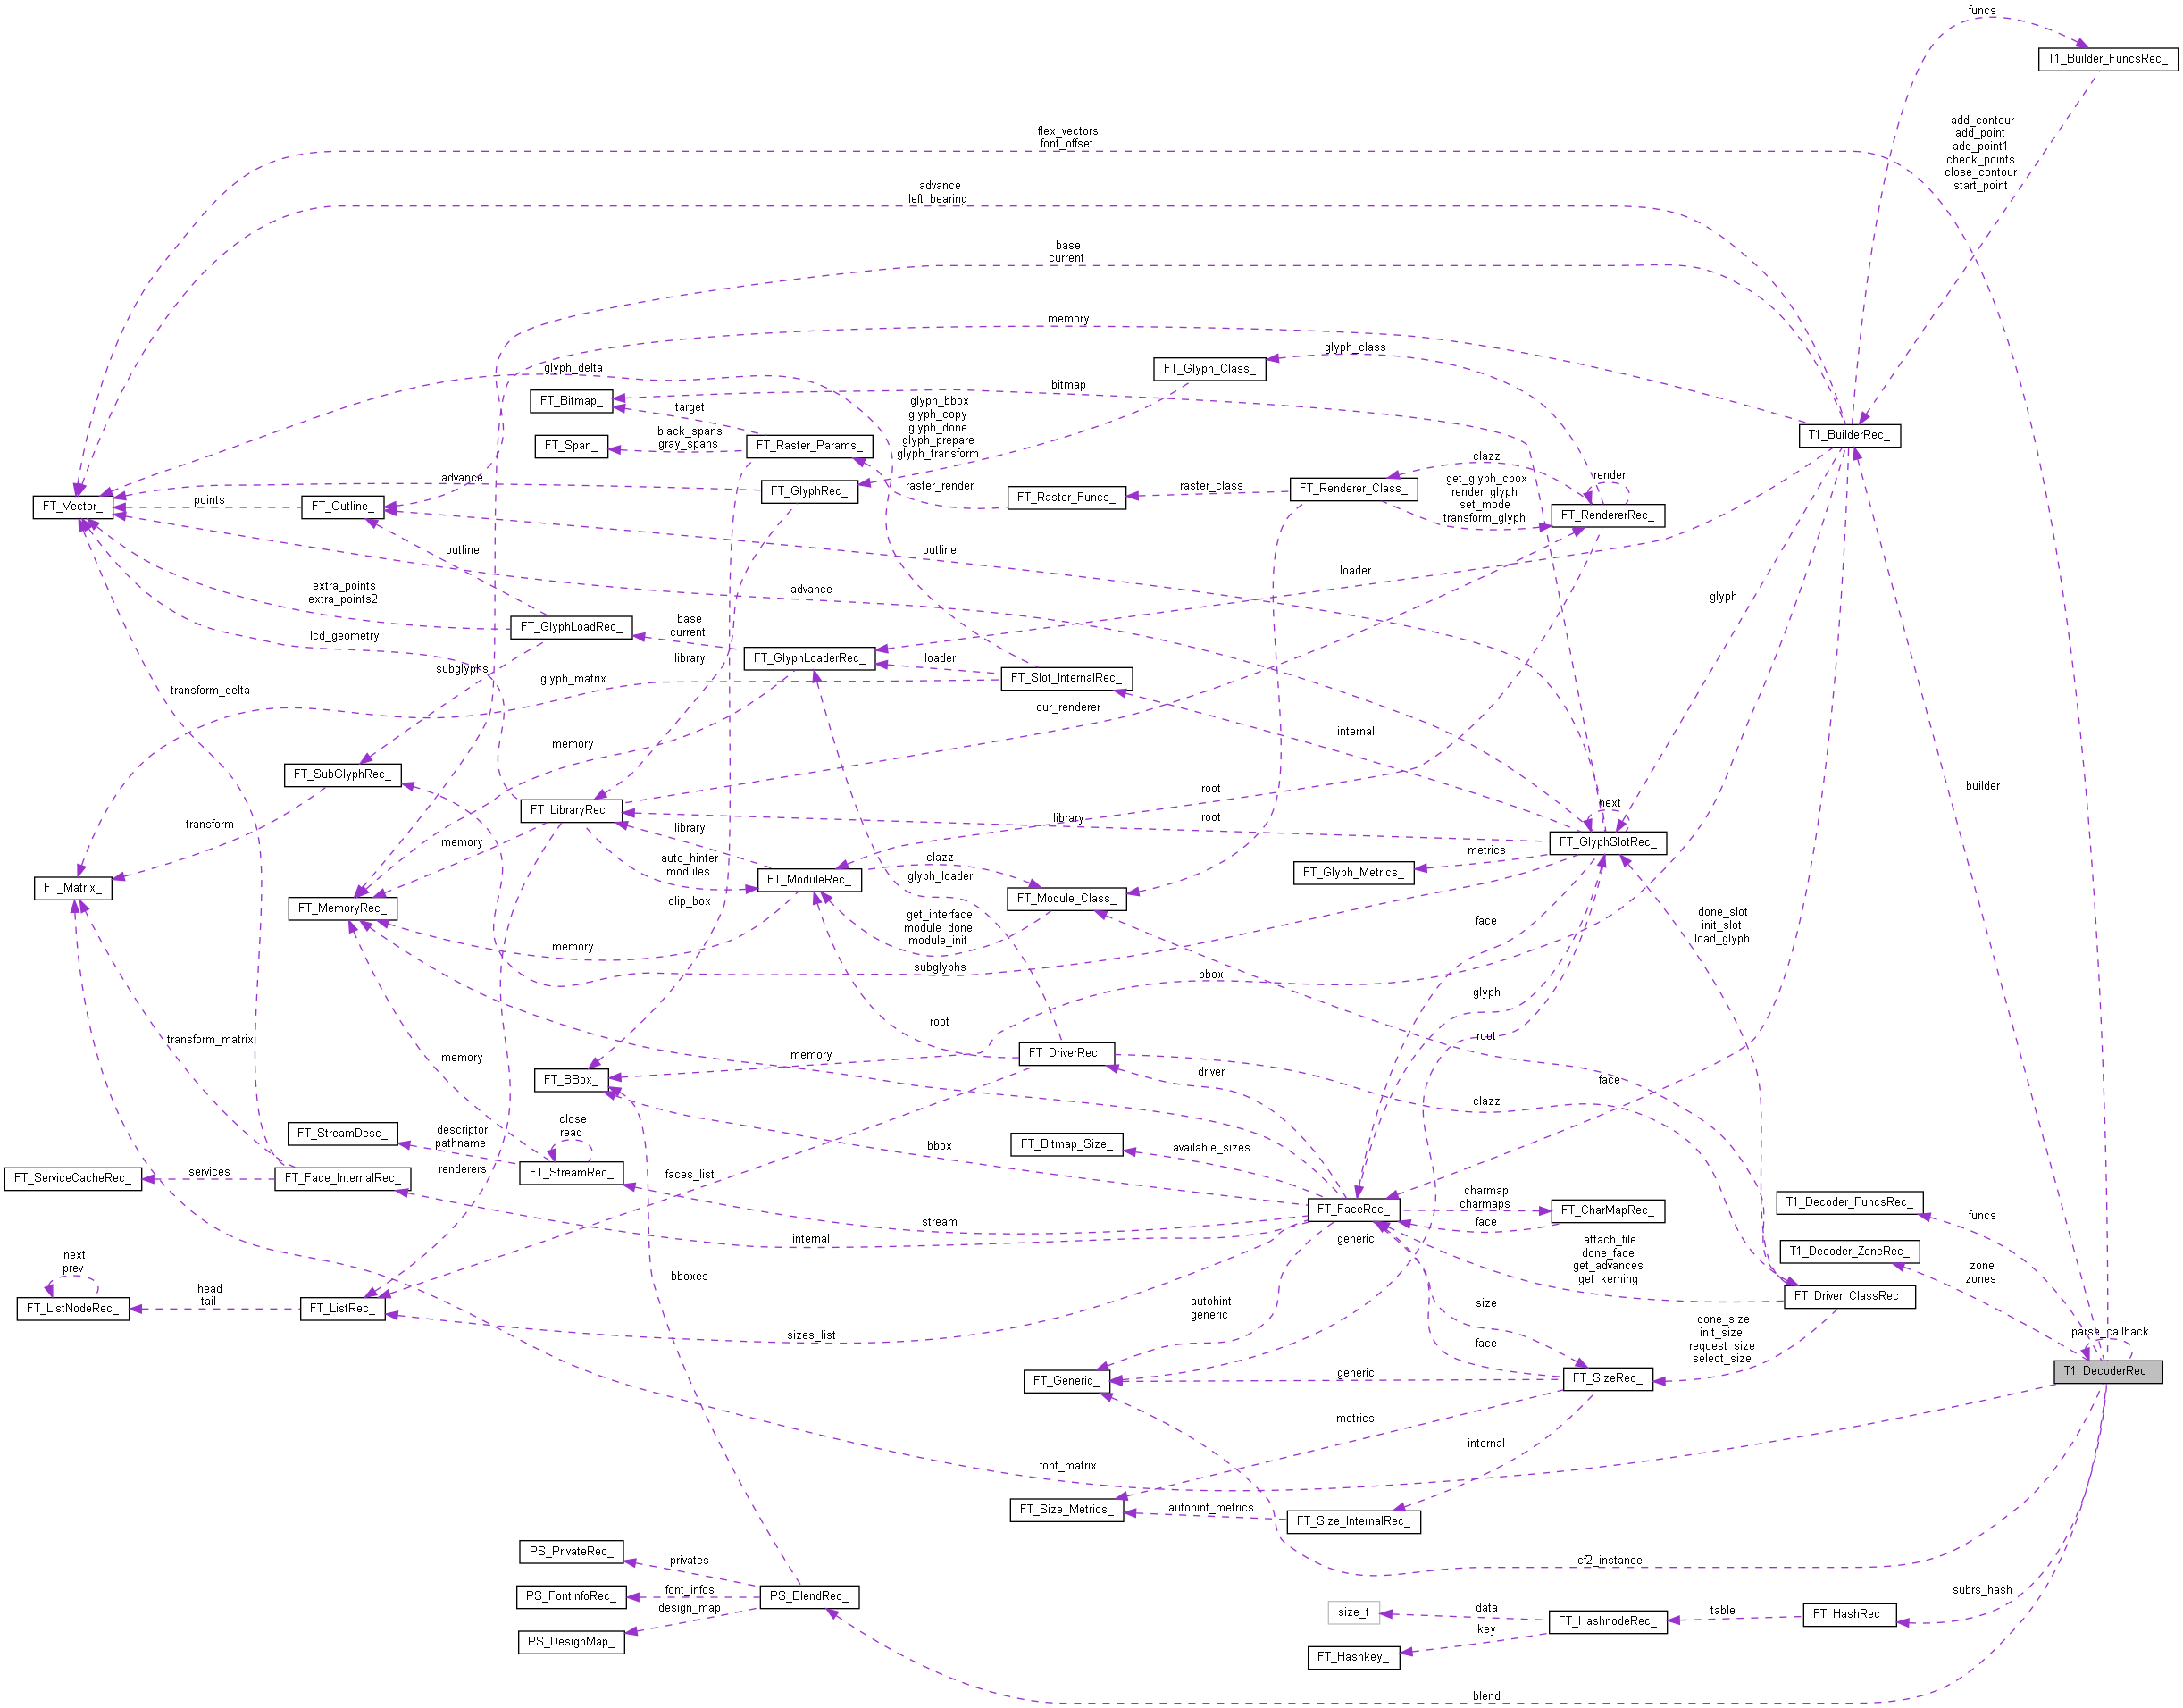 funcs
T1_Builder_FuncsRec_
add_contour
add_point
add_point1
check_points
close_contour
start_point
flex_vectors
font_offset
advance
left_bearing
base
current
memory
glyph_class
glyph_delta
FT_Glyph_Class_
bitmap
FT_Bitmap_
target
glyph_bbox
glyph_copy
glyph_done
glyph_prepare
glyph_transform
T1_BuilderRec_
black_spans
gray_spans
FT_Span_
FT_Raster_Params_
clazz
render
advance
FT_GlyphRec_
raster_render
FT_Raster_Funcs_
raster_class
FT_Renderer_Class_
get_glyph_cbox
render_glyph
set_mode
transform_glyph
FT_RendererRec_
FT_Vector_
points
FT_Outline_
outline
outline
loader
extra_points
extra_points2
advance
glyph
FT_GlyphLoadRec_
base
current
lcd_geometry
subglyphs
library
FT_GlyphLoaderRec_
loader
FT_Slot_InternalRec_
glyph_matrix
transform_delta
cur_renderer
internal
memory
FT_SubGlyphRec_
root
builder
FT_LibraryRec_
library
root
next
transform
memory
library
FT_GlyphSlotRec_
auto_hinter
modules
clazz
metrics
FT_Glyph_Metrics_
FT_Matrix_
FT_ModuleRec_
glyph_loader
FT_MemoryRec_
clip_box
FT_Module_Class_
get_interface
module_done
module_init
face
done_slot
init_slot
load_glyph
memory
subglyphs
bbox
glyph
root
transform_matrix
root
memory
memory
FT_DriverRec_
driver
FT_BBox_
face
clazz
close
read
FT_StreamDesc_
descriptor
pathname
FT_Bitmap_Size_
available_sizes
bbox
renderers
FT_ServiceCacheRec_
services
FT_Face_InternalRec_
FT_StreamRec_
faces_list
charmap
charmaps
T1_Decoder_FuncsRec_
FT_FaceRec_
FT_CharMapRec_
stream
face
funcs
internal
generic
attach_file
done_face
get_advances
get_kerning
T1_Decoder_ZoneRec_
next
prev
bboxes
zone
zones
head
tail
FT_ListNodeRec_
FT_ListRec_
autohint
generic
size
FT_Driver_ClassRec_
sizes_list
face
done_size
init_size
request_size
select_size
parse_callback
FT_Generic_
generic
FT_SizeRec_
T1_DecoderRec_
metrics
internal
font_matrix
FT_Size_Metrics_
autohint_metrics
FT_Size_InternalRec_
PS_PrivateRec_
privates
cf2_instance
PS_FontInfoRec_
font_infos
PS_BlendRec_
subrs_hash
design_map
size_t
data
FT_HashnodeRec_
table
FT_HashRec_
key
PS_DesignMap_
FT_Hashkey_
blend